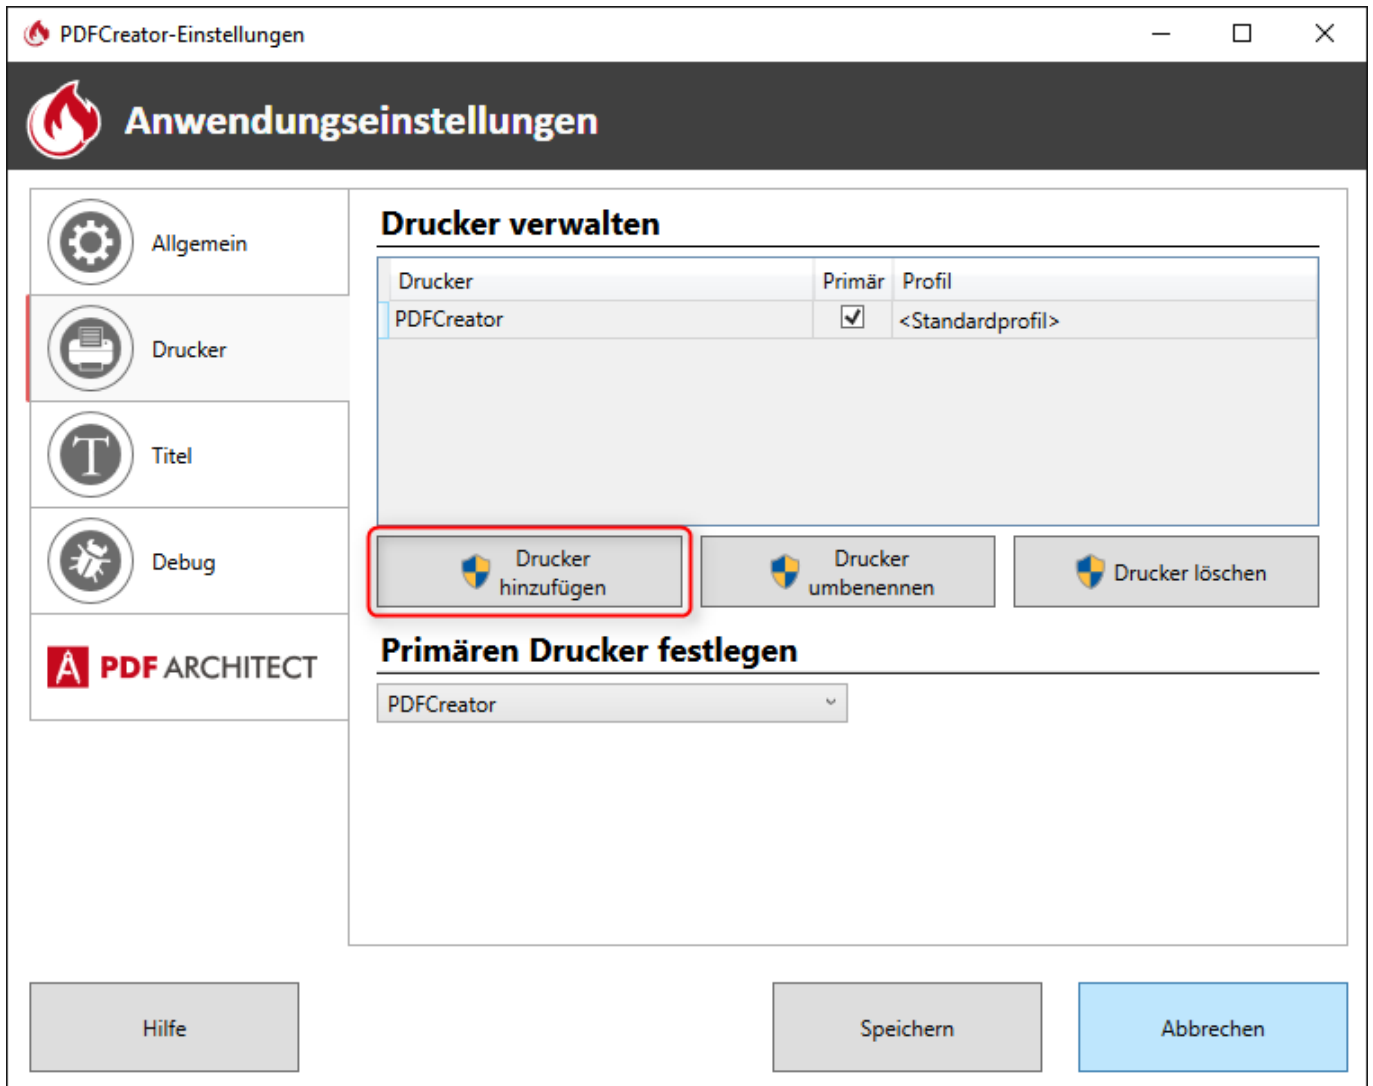 PDFCreator-Einstellungen
Anwendungseinstellungen
Allgemein
Drucker
Titel
Debug
PDF ARCHITECT
Drucker verwalten
Drucker Primär Profil
PDFCreator <Standardprofil>
Drucker
hinzufügen
Drucker
umbenennen
Drucker löschen
Primären Drucker festlegen
PDFCreator
Hilfe
Speichern
Abbrechen